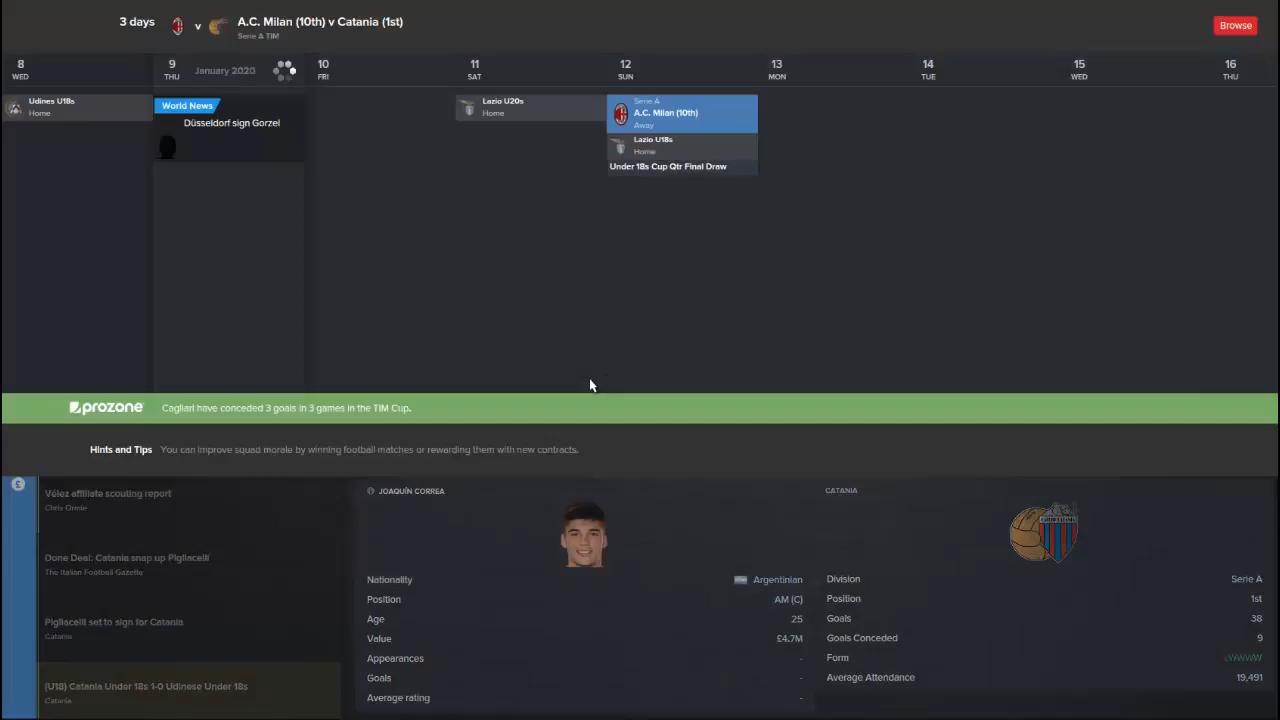 3 days
v
A.C. Milan (10th) v Catania (1st)
Serie A TIM
Browse
8
WED
9
THU
January 2020
10
FRI
11
SAT
12
SUN
13
MON
14
TUE
15
WED
16
THU
Udines U18s
Home
World News
Düsseldorf sign Gorzel
Lazio U20s
Home
Serie A
A.C. Milan (10th)
Away
Lazio U18s
Home
Under 18s Cup Qtr Final Draw
prozone
Cagliari have conceded 3 goals in 3 games in the TIM Cup.
Hints and Tips
You can improve squad morale by winning football matches or rewarding them with new contracts.
£
Vélez affiliate scouting report
Chris Ormie
Done Deal: Catania snap up Pigliacelli
The Italian Football Gazette
Pigliacelli set to sign for Catania
Catania
(U18) Catania Under 18s 1-0 Udinese Under 18s
Catania
JOAQUÍN CORREA
Nationality Argentinian
Position AM (C)
Age 25
Value £4.7M
Appearances -
Goals -
Average rating -
CATANIA
Division Serie A
Position 1st
Goals 38
Goals Conceded 9
Form LWWWW
Average Attendance 19,491